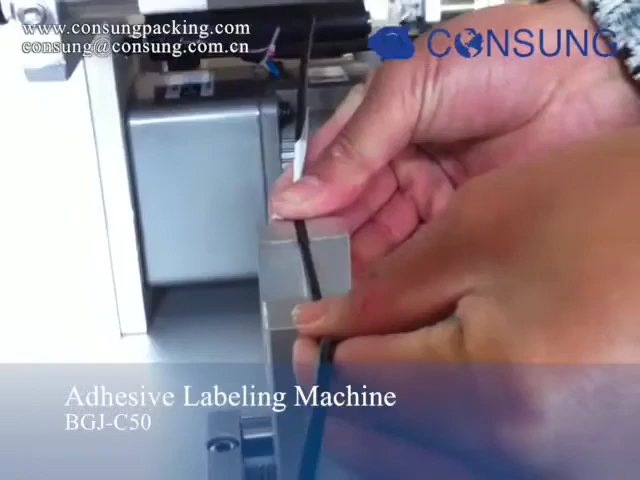 www.consungpacking.com
consung@consung.com.cn
CONSUNG
Adhesive Labeling Machine
BGJ-C50